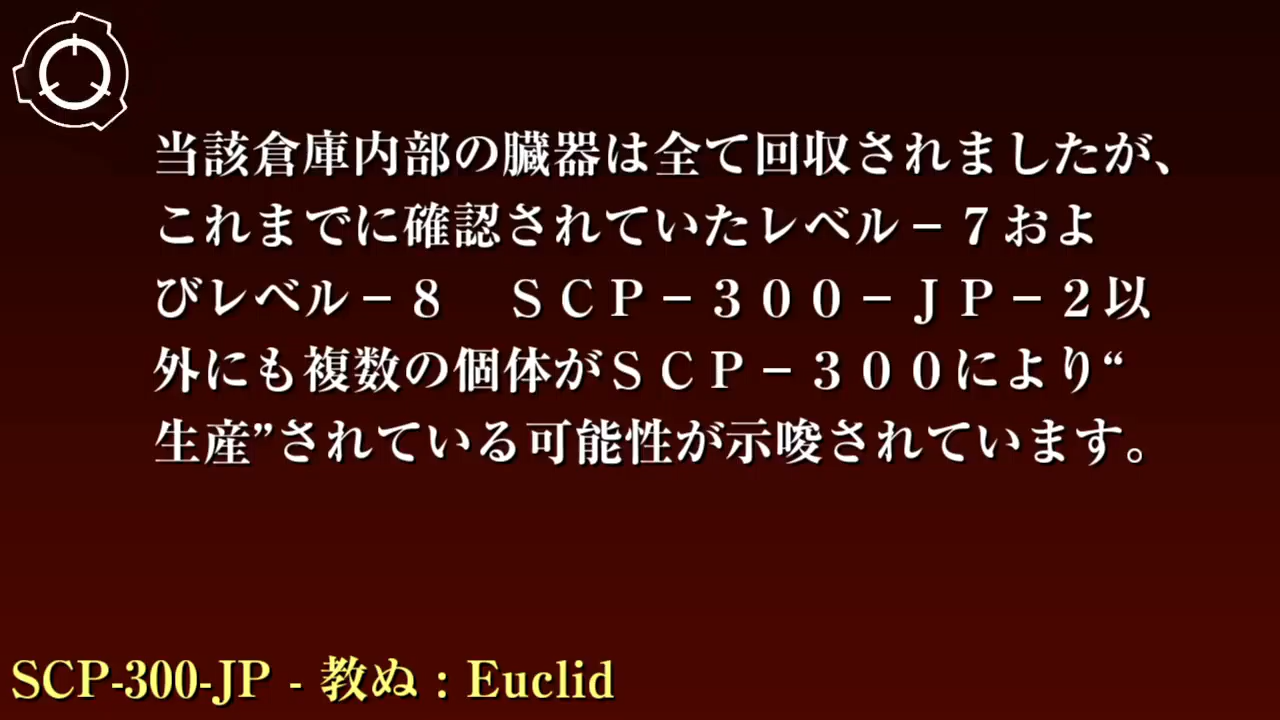 当該倉庫内部の臓器は全て回収されましたが、
これまでに確認されていたレベル－７およ
びレベル－８　ＳＣＰ－３００－ＪＰ－２以
外にも複数の個体がＳＣＰ－３００により“
生産”されている可能性が示唆されています。
SCP-300-JP - 教ぬ : Euclid